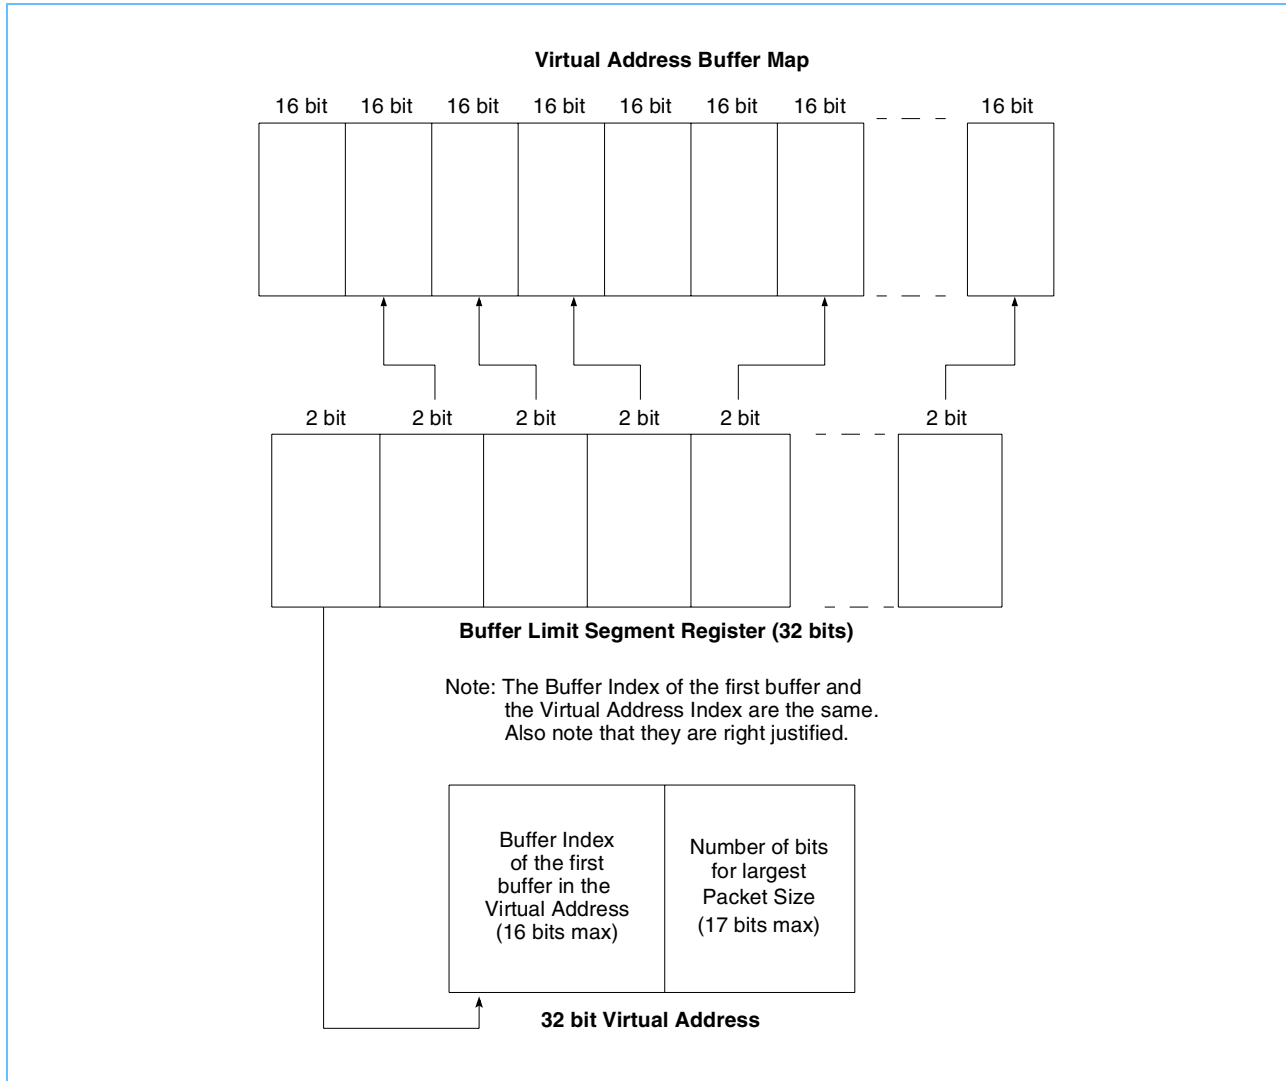 Virtual Address Buffer Map
16 bit 16 bit 16 bit 16 bit 16 bit 16 bit 16 bit 16 bit
2 bit 2 bit 2 bit 2 bit 2 bit 2 bit
Buffer Limit Segment Register (32 bits)
Note: The Buffer Index of the first buffer and
the Virtual Address Index are the same.
Also note that they are right justified.
Buffer Index
of the first
buffer in the
Virtual Address
(16 bits max)
Number of bits
for largest
Packet Size
(17 bits max)
32 bit Virtual Address